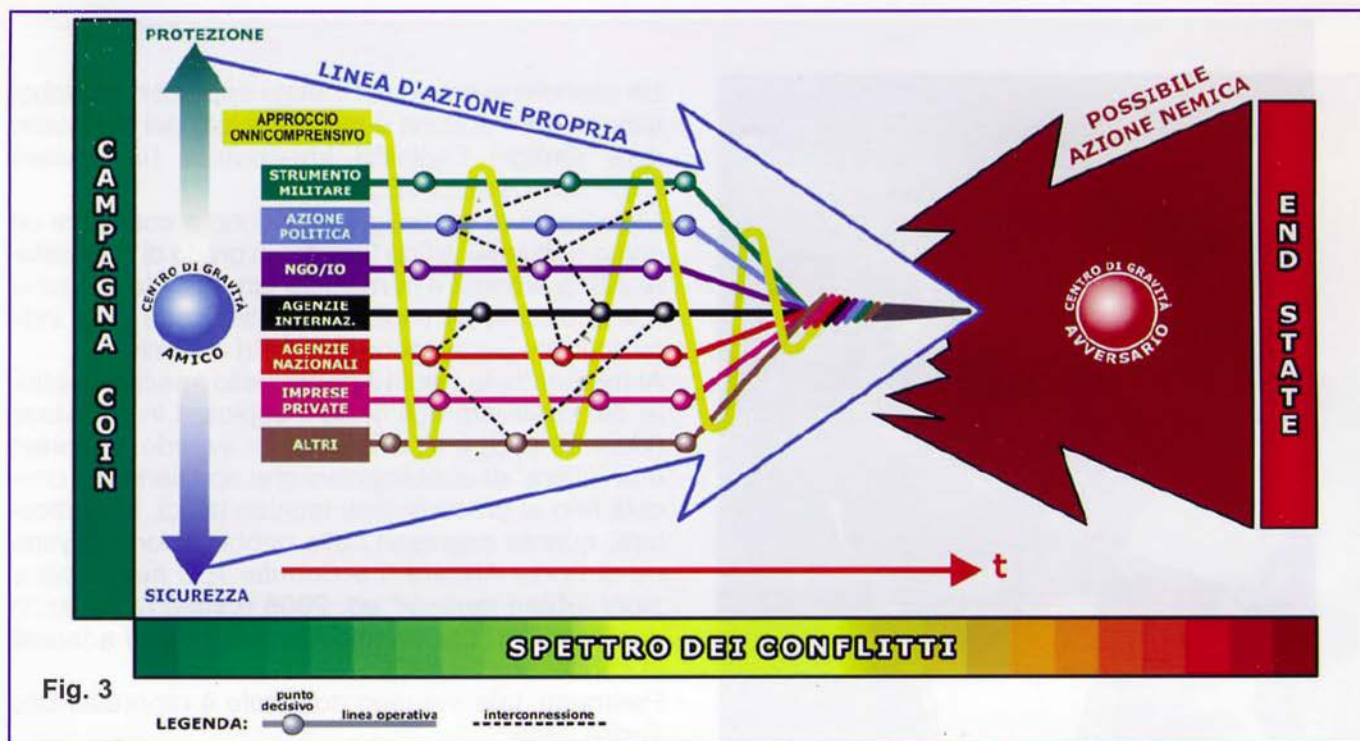 PROTEZIONE
CAMPAGNA COIN
LINEA D'AZIONE PROPRIA
POSSIBILE
AZIONE NEMICA
APPROCCIO
ONNICOMPRENSIVO
STRUMENTO
MILITARE
AZIONE
POLITICA
NGO/IO
AGENZIE
INTERNAZ.
AGENZIE
NAZIONALI
IMPRESE
PRIVATE
ALTRI
CENTRO DI GRAVITÀ
AMICO
CENTRO DI GRAVITÀ
AVVERSARIO
END STATE
SICUREZZA
t
SPETTRO DEI CONFLITTI
Fig. 3
LEGENDA:
punto
decisivo
linea operativa
interconnessione